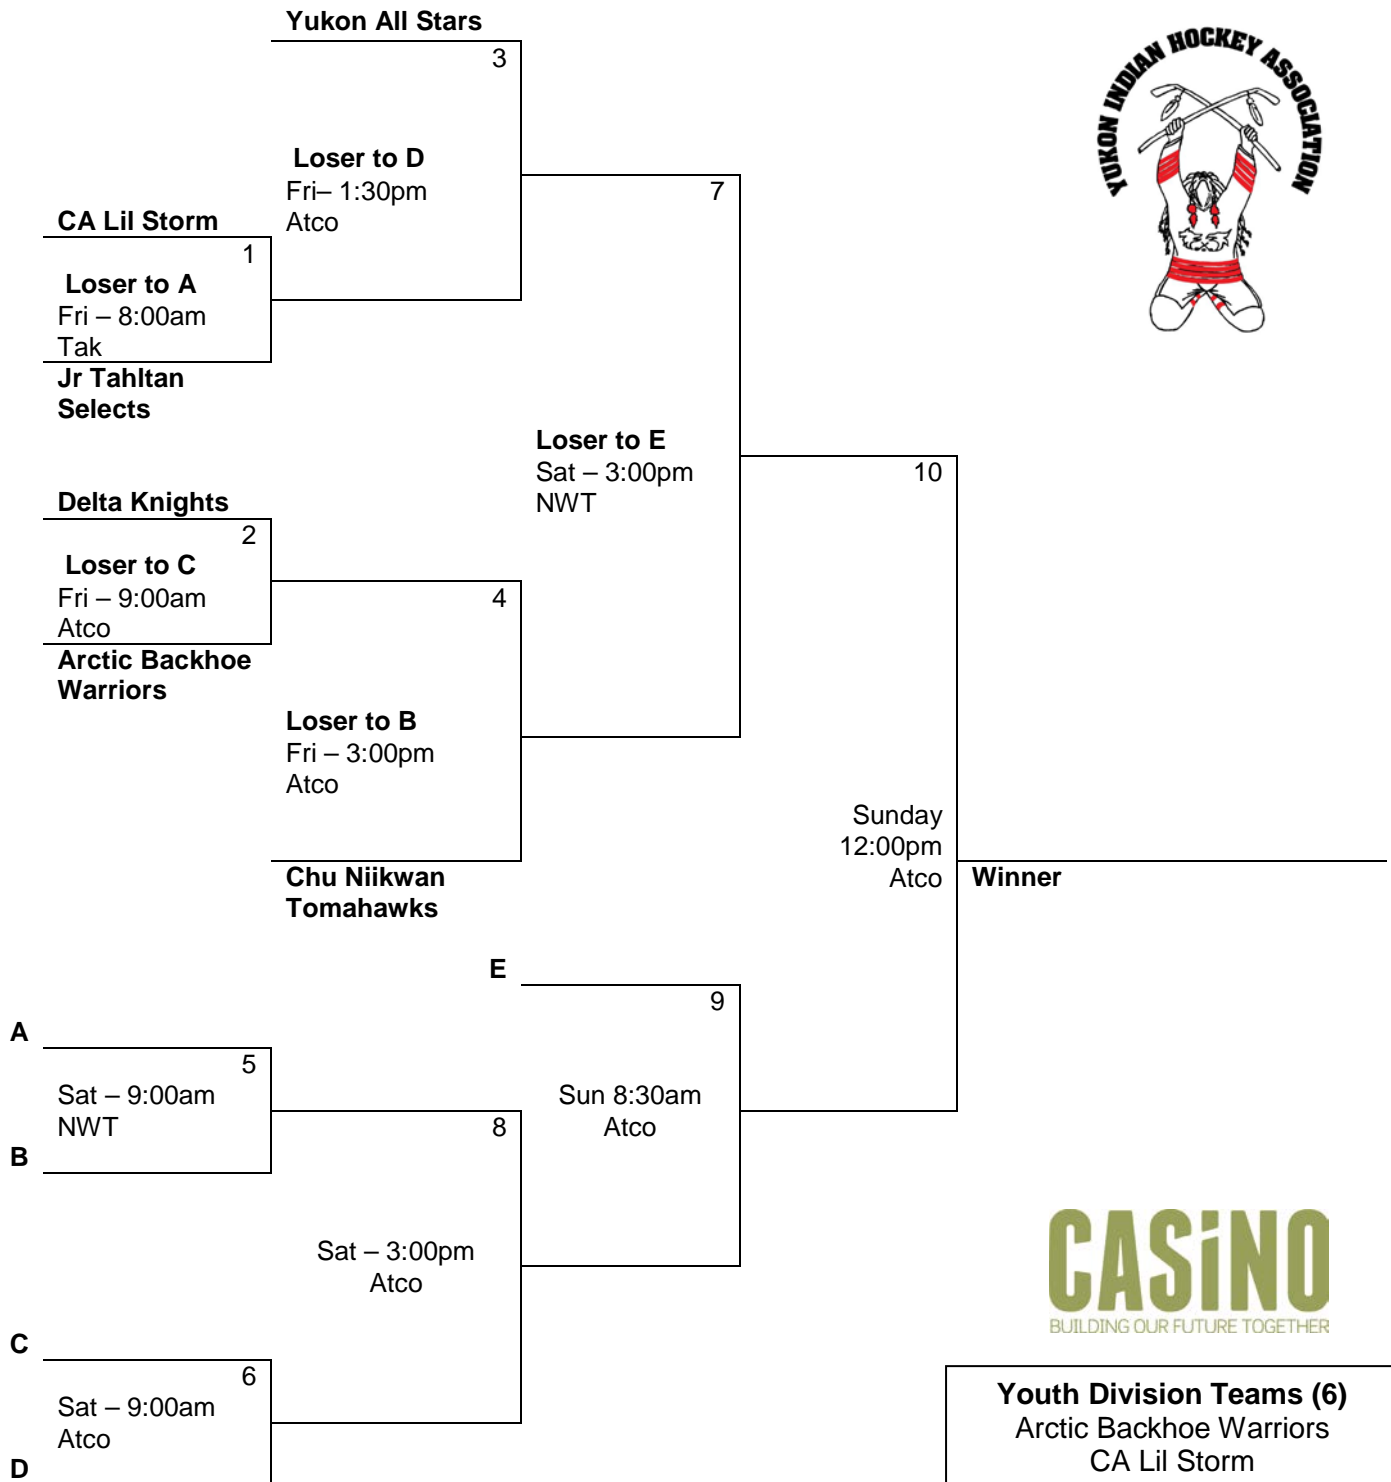 Yukon All Stars
3
Loser to D
Fri– 1:30pm
Atco
YUKON INDIAN HOCKEY ASSOCIATION
7
CA Lil Storm
1
Loser to A
Fri – 8:00am
Tak
Jr Tahltan
Selects
Loser to E
Sat – 3:00pm
NWT
10
Delta Knights
2
Loser to C
Fri – 9:00am
Atco
Arctic Backhoe
Warriors
4
Loser to B
Fri – 3:00pm
Atco
Chu Niikwan
Tomahawks
Sunday
12:00pm
Atco
Winner
E
9
Sun 8:30am
Atco
A
5
Sat – 9:00am
NWT
B
8
Sat – 3:00pm
Atco
C
6
Sat – 9:00am
Atco
D
CASiNO
BUILDING OUR FUTURE TOGETHER
Youth Division Teams (6)
Arctic Backhoe Warriors
CA Lil Storm